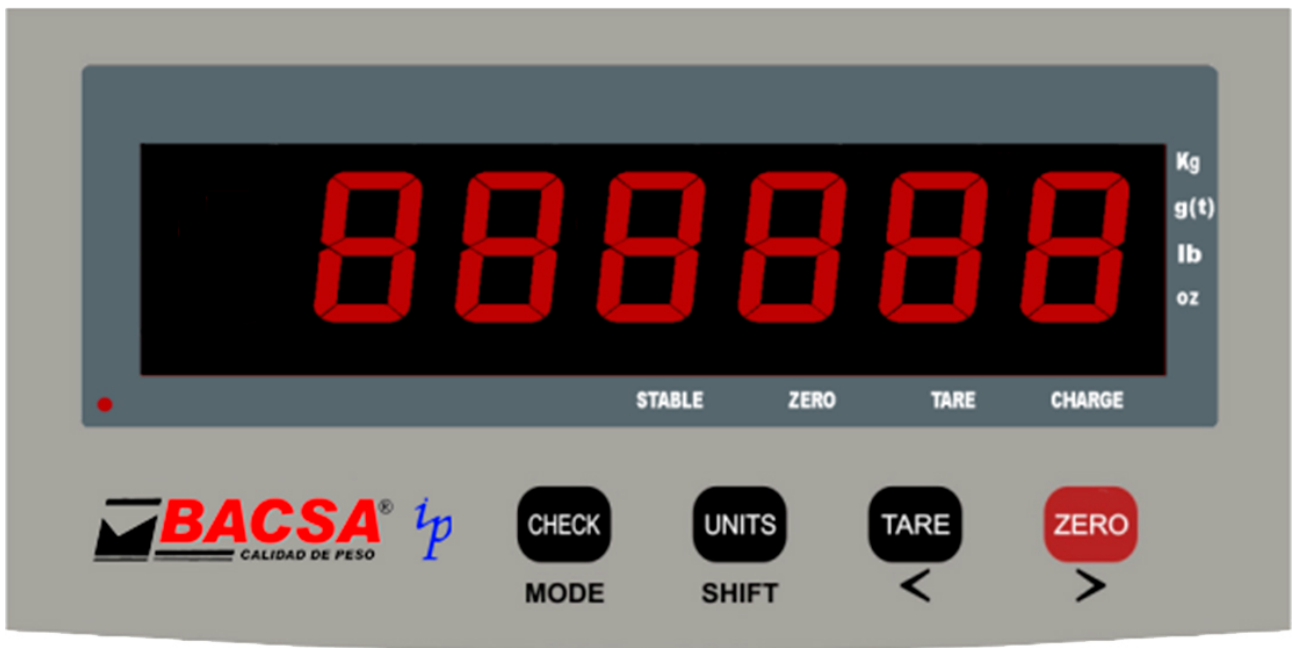 888888
Kg
g(t)
lb
oz
STABLE ZERO TARE CHARGE
BACSA® ip
CALIDAD DE PESO
CHECK UNITS TARE ZERO
MODE SHIFT < >